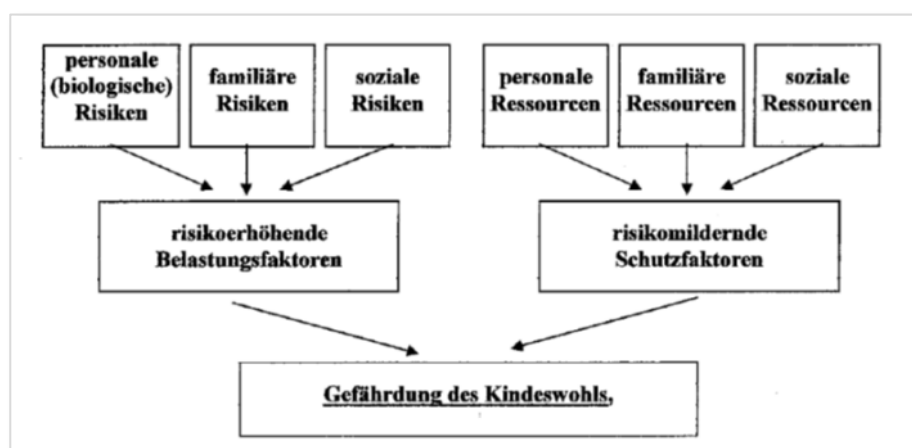 personale
(biologische)
Risiken
familiäre
Risiken
soziale
Risiken
personale
Ressourcen
familiäre
Ressourcen
soziale
Ressourcen
risikoerhöhende
Belastungsfaktoren
risikomildernde
Schutzfaktoren
Gefährdung des Kindeswohls,